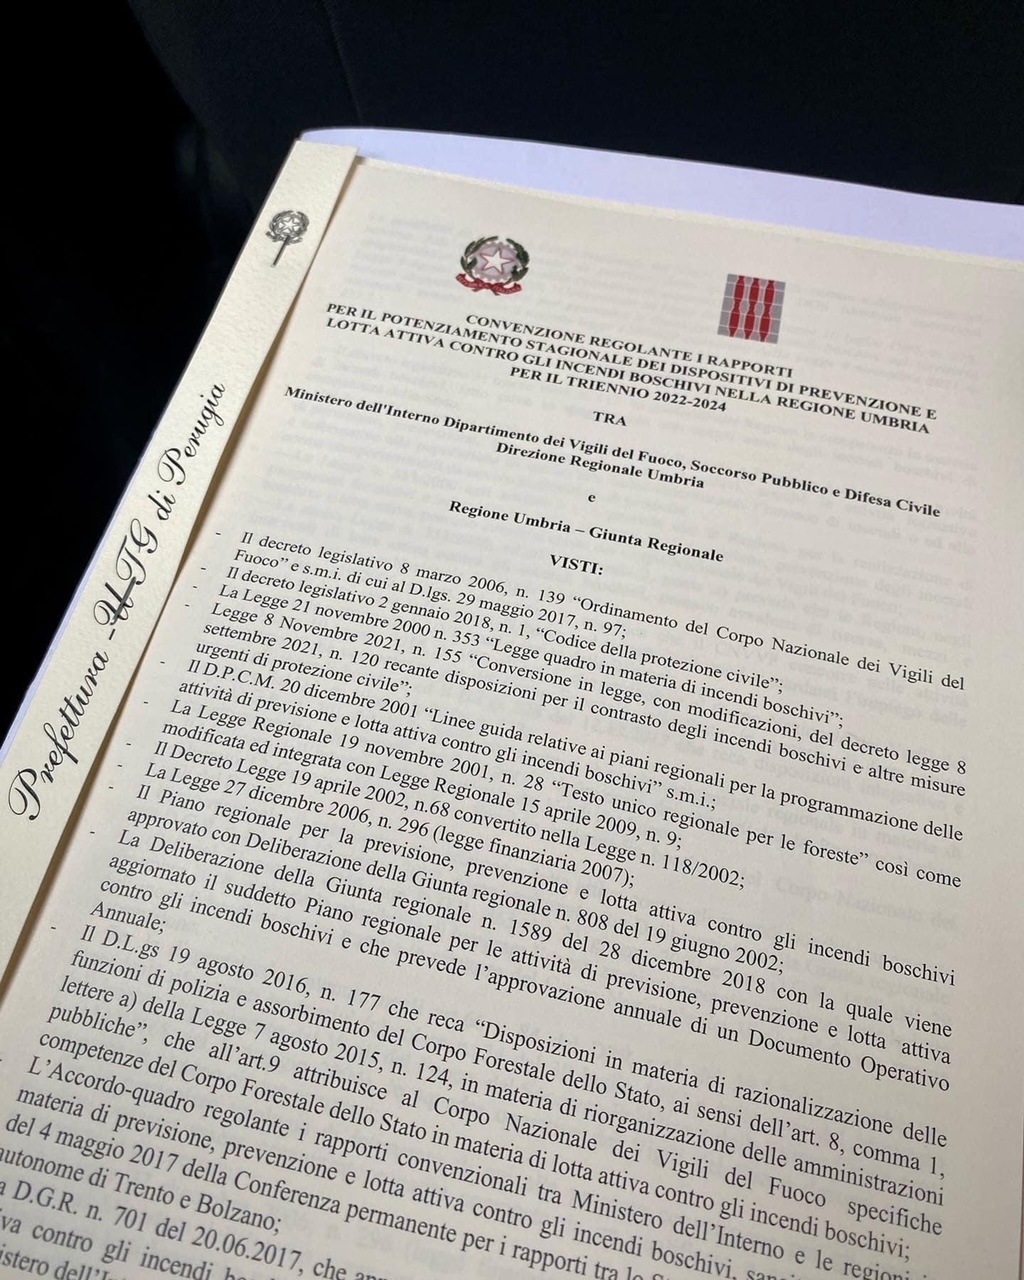 Prefettura - UTG di Perugia
CONVENZIONE REGOLANTE I RAPPORTI
PER IL POTENZIAMENTO STAGIONALE DEI DISPOSITIVI DI PREVENZIONE E
LOTTA ATTIVA CONTRO GLI INCENDI BOSCHIVI NELLA REGIONE UMBRIA
PER IL TRIENNIO 2022-2024
TRA
Ministero dell'Interno Dipartimento dei Vigili del Fuoco, Soccorso Pubblico e Difesa Civile
Direzione Regionale Umbria
e
Regione Umbria – Giunta Regionale
VISTI:
- Il decreto legislativo 8 marzo 2006, n. 139 “Ordinamento del Corpo Nazionale dei Vigili del
Fuoco” e s.m.i. di cui al D.lgs. 29 maggio 2017, n. 97;
- Il decreto legislativo 2 gennaio 2018, n. 1, “Codice della protezione civile”;
- La Legge 21 novembre 2000 n. 353 “Legge quadro in materia di incendi boschivi”;
- Legge 8 Novembre 2021, n. 155 “Conversione in legge, con modificazioni, del decreto legge 8
settembre 2021, n. 120 recante disposizioni per il contrasto degli incendi boschivi e altre misure
urgenti di protezione civile”;
- Il D.P.C.M. 20 dicembre 2001 “Linee guida relative ai piani regionali per la programmazione delle
attività di previsione e lotta attiva contro gli incendi boschivi” s.m.i.;
- La Legge Regionale 19 novembre 2001, n. 28 “Testo unico regionale per le foreste” così come
modificata ed integrata con Legge Regionale 15 aprile 2009, n. 9;
- Il Decreto Legge 19 aprile 2002, n.68 convertito nella Legge n. 118/2002;
- La Legge 27 dicembre 2006, n. 296 (legge finanziaria 2007);
- Il Piano regionale per la previsione, prevenzione e lotta attiva contro gli incendi boschivi
approvato con Deliberazione della Giunta regionale n. 808 del 19 giugno 2002;
- La Deliberazione della Giunta regionale n. 1589 del 28 dicembre 2018 con la quale viene
aggiornato il suddetto Piano regionale per le attività di previsione, prevenzione e lotta attiva
contro gli incendi boschivi e che prevede l’approvazione annuale di un Documento Operativo
Annuale;
- Il D.L.gs 19 agosto 2016, n. 177 che reca “Disposizioni in materia di razionalizzazione delle
funzioni di polizia e assorbimento del Corpo Forestale dello Stato, ai sensi dell’art. 8, comma 1,
lettere a) della Legge 7 agosto 2015, n. 124, in materia di riorganizzazione delle amministrazioni
pubbliche”, che all’art.9 attribuisce al Corpo Nazionale dei Vigili del Fuoco specifiche
competenze del Corpo Forestale dello Stato in materia di lotta attiva contro gli incendi boschivi;
- L’Accordo-quadro regolante i rapporti convenzionali tra Ministero dell’Interno e le regioni
materia di previsione, prevenzione e lotta attiva contro gli incendi boschivi,
del 4 maggio 2017 della Conferenza permanente per i rapporti tra lo
autonome di Trento e Bolzano;
D.G.R. n. 701 del 20.06.2017, che
contro gli incendi
dell’I